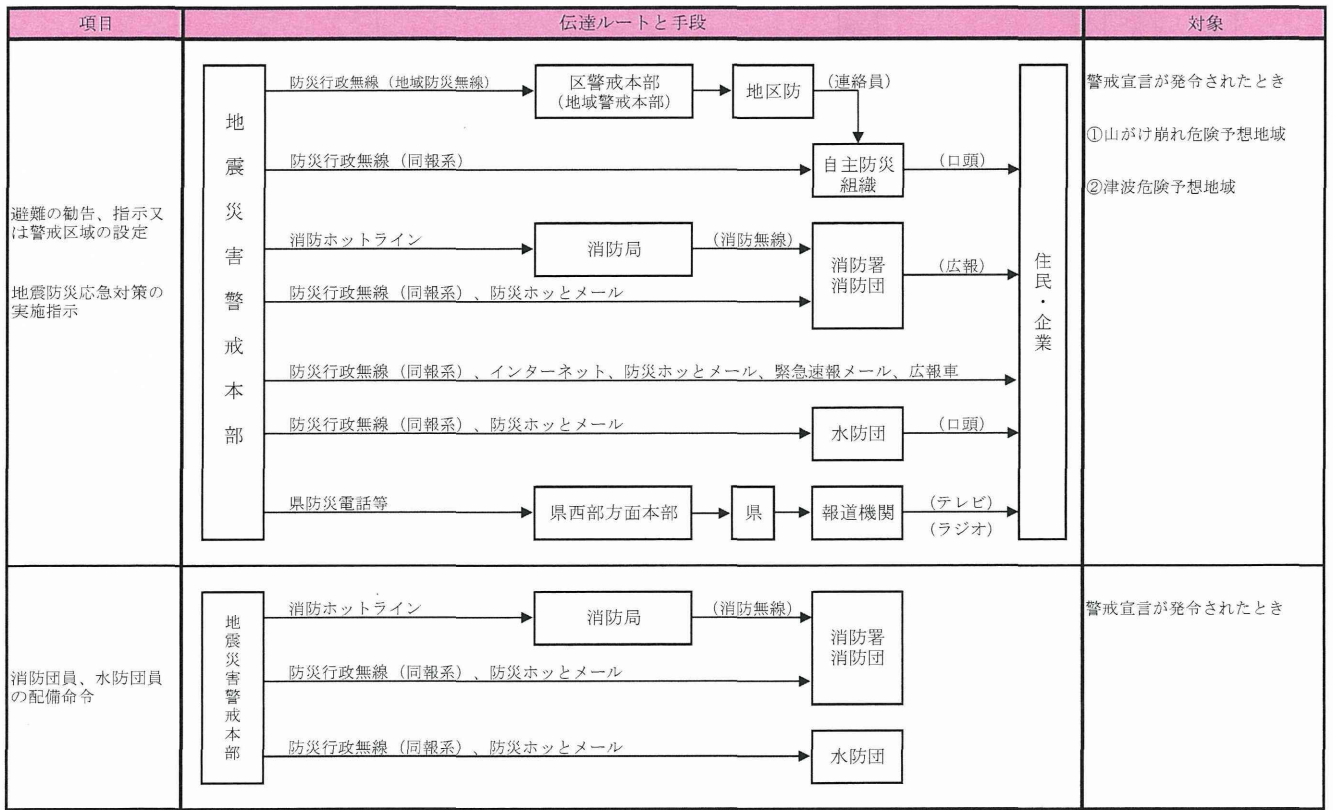 項目
伝達ルートと手段
対象
避難の勧告、指示又
は警戒区域の設定
地震防災応急対策の
実施指示
地震災害警戒本部
防災行政無線（地域防災無線）
区警戒本部
（地域警戒本部）
地区防
（連絡員）
防災行政無線（同報系）
自主防災
組織
（口頭）
消防ホットライン
消防局
（消防無線）
消防署
消防団
（広報）
防災行政無線（同報系）、防災ホッとメール
防災行政無線（同報系）、インターネット、防災ホッとメール、緊急速報メール、広報車
防災行政無線（同報系）、防災ホッとメール
水防団
（口頭）
県防災電話等
県西部方面本部
県
報道機関
（テレビ）
（ラジオ）
住民・企業
警戒宣言が発令されたとき
①山がけ崩れ危険予想地域
②津波危険予想地域
消防団員、水防団員
の配備命令
地震災害警戒本部
消防ホットライン
消防局
（消防無線）
消防署
消防団
防災行政無線（同報系）、防災ホッとメール
防災行政無線（同報系）、防災ホッとメール
水防団
警戒宣言が発令されたとき